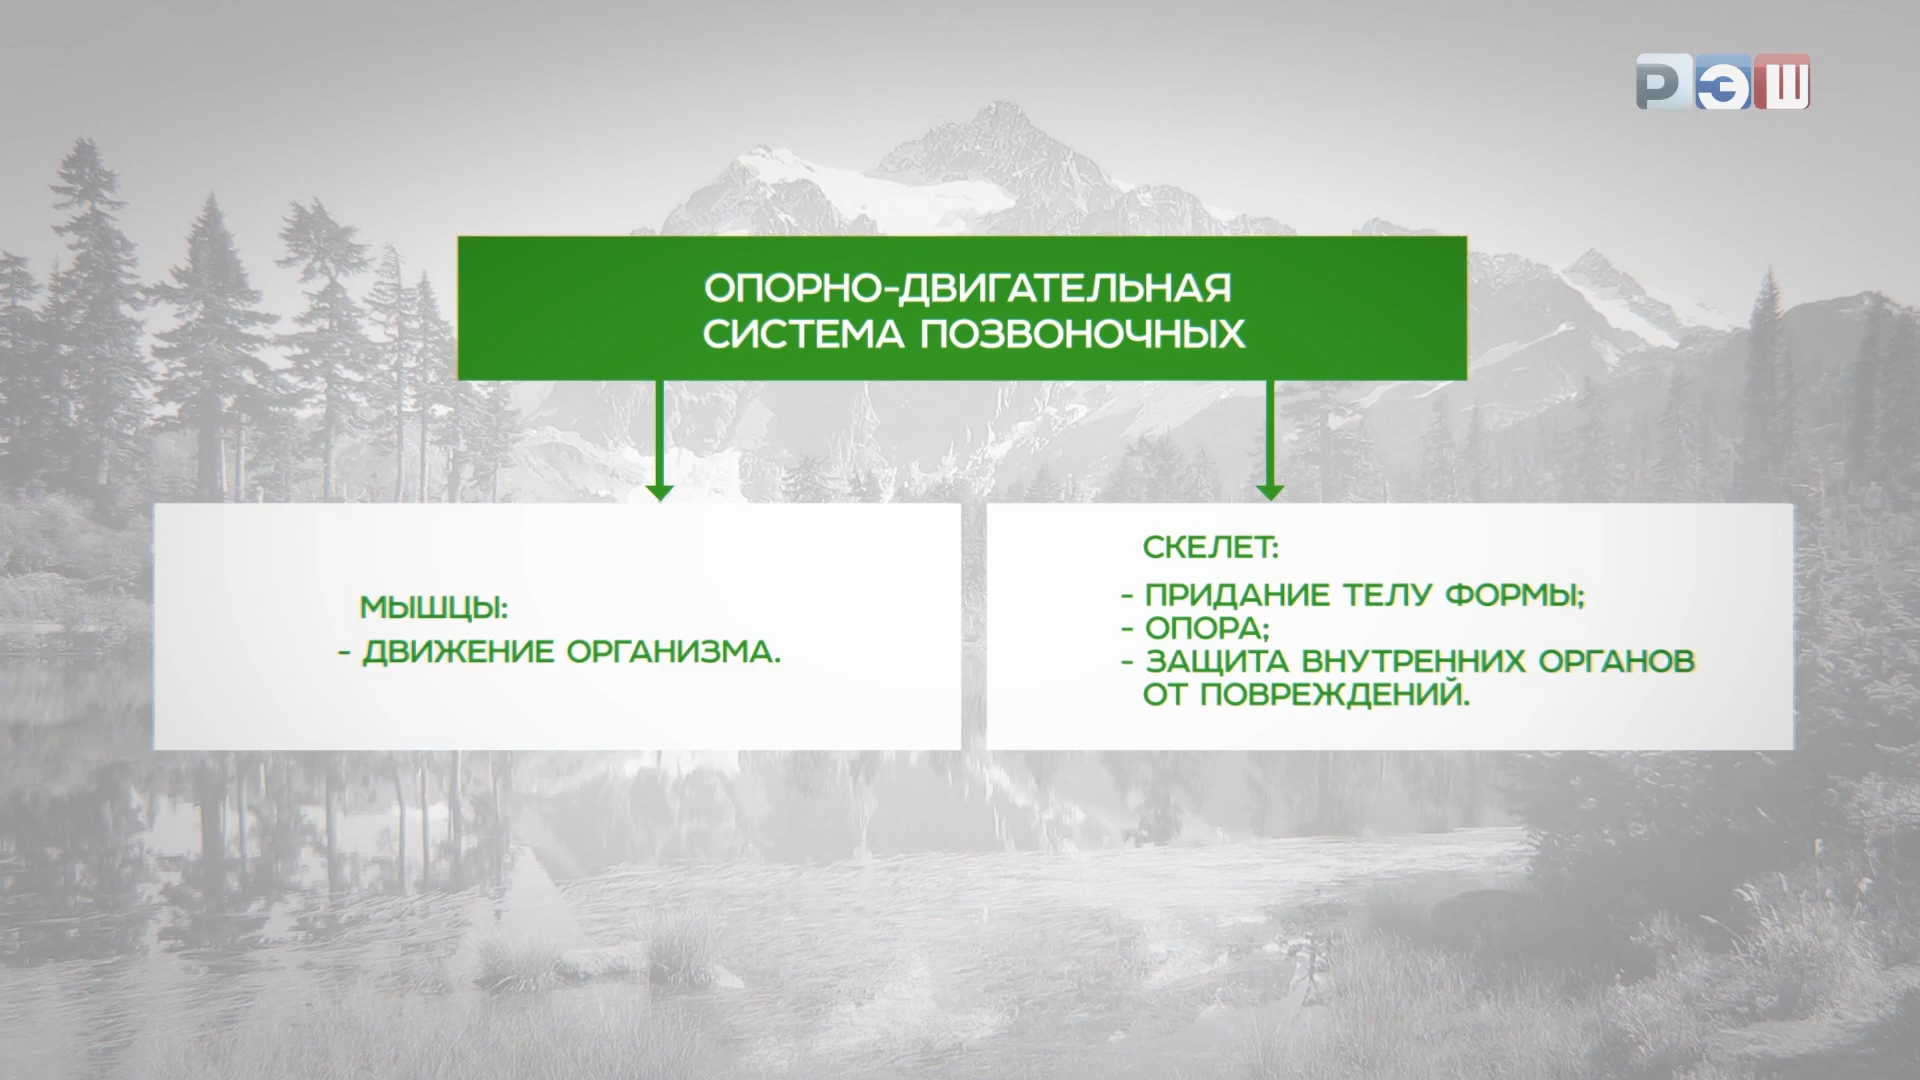 РЭШ
ОПОРНО-ДВИГАТЕЛЬНАЯ
СИСТЕМА ПОЗВОНОЧНЫХ
МЫШЦЫ:
- ДВИЖЕНИЕ ОРГАНИЗМА.
СКЕЛЕТ:
- ПРИДАНИЕ ТЕЛУ ФОРМЫ;
- ОПОРА;
- ЗАЩИТА ВНУТРЕННИХ ОРГАНОВ
ОТ ПОВРЕЖДЕНИЙ.